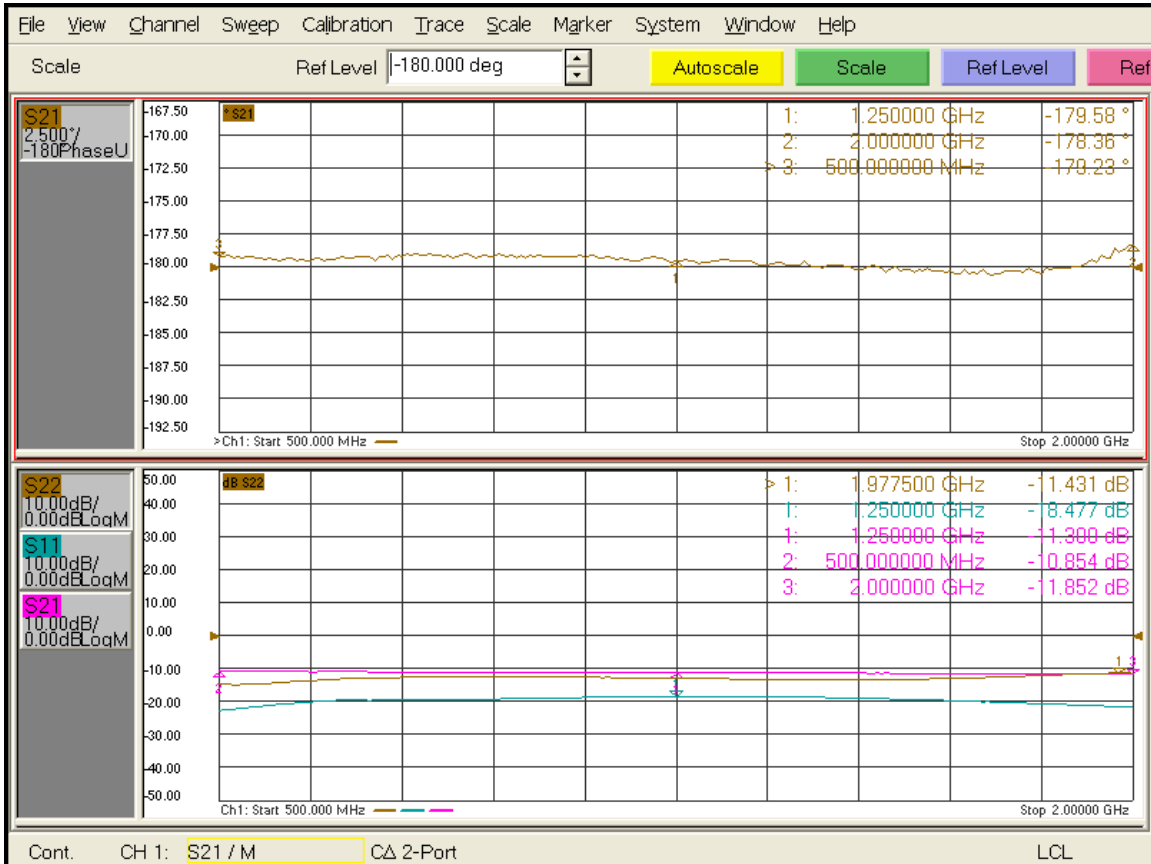 File View Channel Sweep Calibration Trace Scale Marker System Window Help
Scale Ref Level -180.000 deg Autoscale Scale Ref Level Ref
S21
2.500°/
-180PhaseU
-167.50
-170.00
-172.50
-175.00
-177.50
-180.00
-182.50
-185.00
-187.50
-190.00
-192.50
° S21
1: 1.250000 GHz -179.58 °
2: 2.000000 GHz -178.36 °
> 3: 500.000000 MHz -179.23 °
3
1
2
>Ch1: Start 500.000 MHz Stop 2.00000 GHz
S22
10.00dB/
0.00dBLogM
S11
10.00dB/
0.00dBLogM
S21
10.00dB/
0.00dBLogM
50.00
40.00
30.00
20.00
10.00
0.00
-10.00
-20.00
-30.00
-40.00
-50.00
dB S22
> 1: 1.977500 GHz -11.431 dB
1: 1.250000 GHz -18.477 dB
1: 1.250000 GHz -11.300 dB
2: 500.000000 MHz -10.854 dB
3: 2.000000 GHz -11.852 dB
2
1
3
Ch1: Start 500.000 MHz Stop 2.00000 GHz
Cont. CH 1: S21 / M C∆ 2-Port LCL